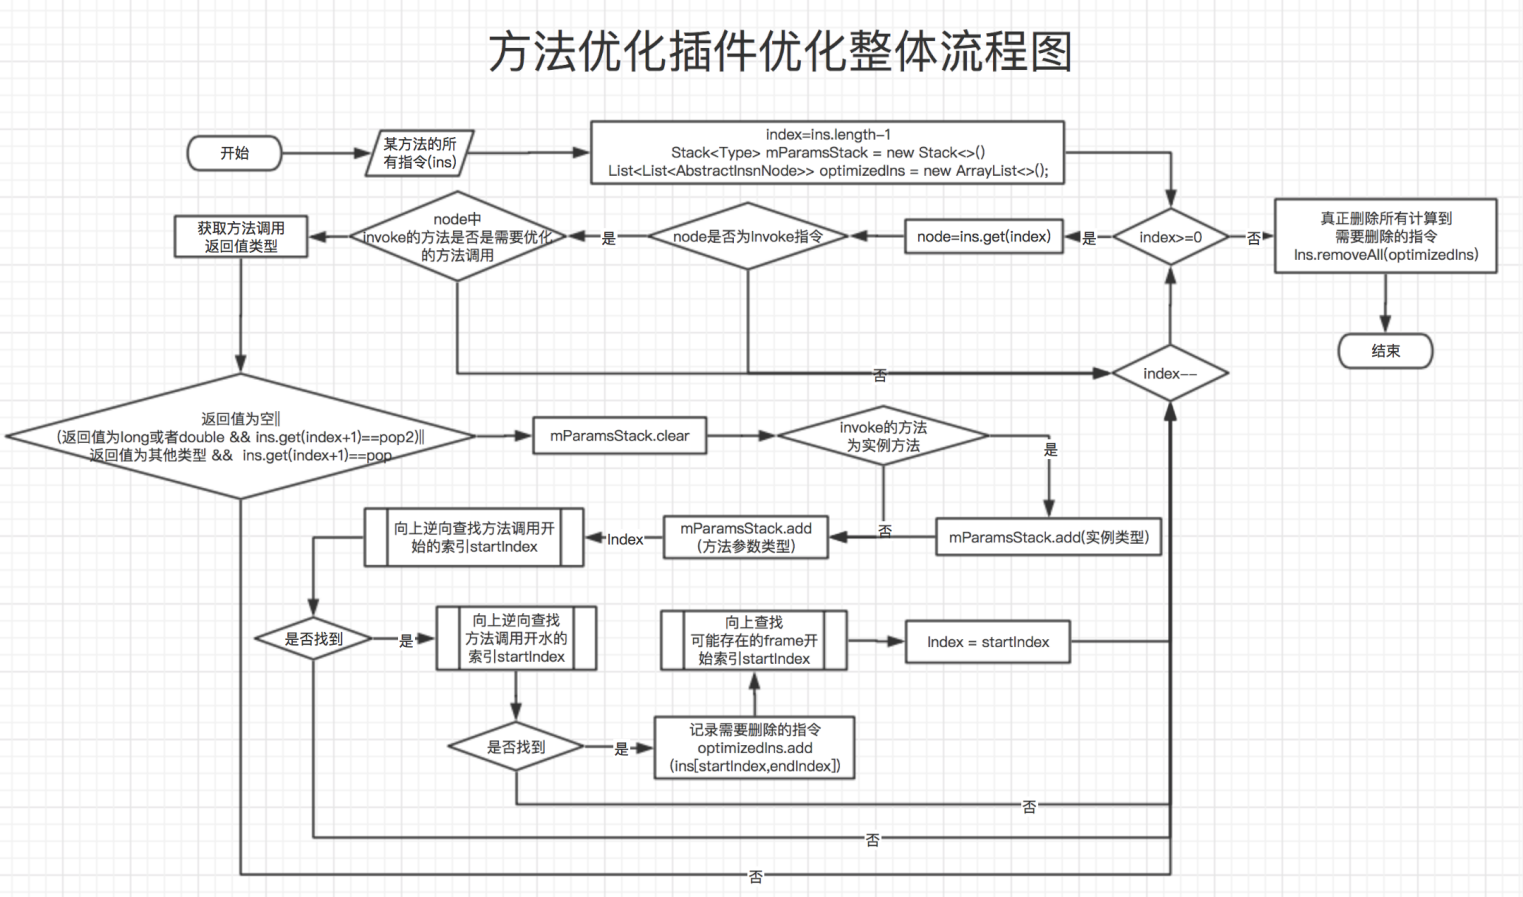 方法优化插件优化整体流程图
开始
某方法的所
有指令(ins)
index=ins.length-1
Stack<Type> mParamsStack = new Stack<>()
List<List<AbstractInsnNode>> optimizedIns = new ArrayList<>();
获取方法调用
返回值类型
node中
invoke的方法是否是需要优化
的方法调用
是
node是否为Invoke指令
node=ins.get(index)
是
index>=0
否
真正删除所有计算到
需要删除的指令
Ins.removeAll(optimizedIns)
结束
否
index--
返回值为空||
(返回值为long或者double && ins.get(index+1)==pop2)||
返回值为其他类型 && ins.get(index+1)==pop
mParamsStack.clear
invoke的方法
为实例方法
是
否
mParamsStack.add(实例类型)
mParamsStack.add
(方法参数类型)
Index
向上逆向查找方法调用开
始的索引startIndex
是否找到
是
向上逆向查找
方法调用开水的
索引startIndex
向上查找
可能存在的frame开
始索引startIndex
Index = startIndex
是否找到
是
记录需要删除的指令
optimizedIns.add
(ins[startIndex,endIndex])
否
否
否